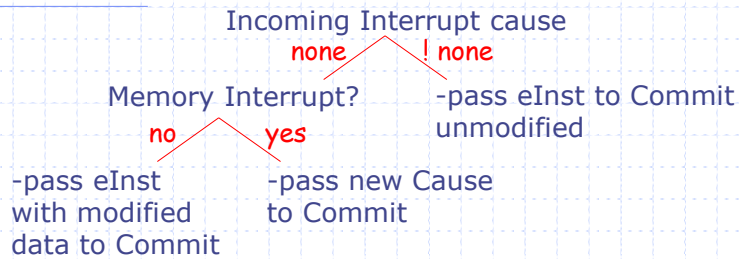 Incoming Interrupt cause
none
! none
Memory Interrupt?
-pass eInst to Commit
unmodified
no
yes
-pass eInst
with modified
data to Commit
-pass new Cause
to Commit